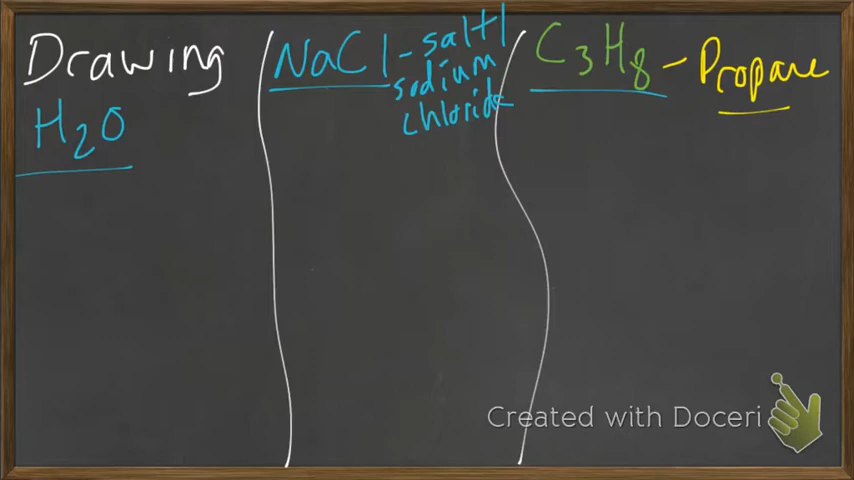 Drawing
H2O
NaCl - salt/
sodium
chloride
C3H8 - Propane
Created with Doceri